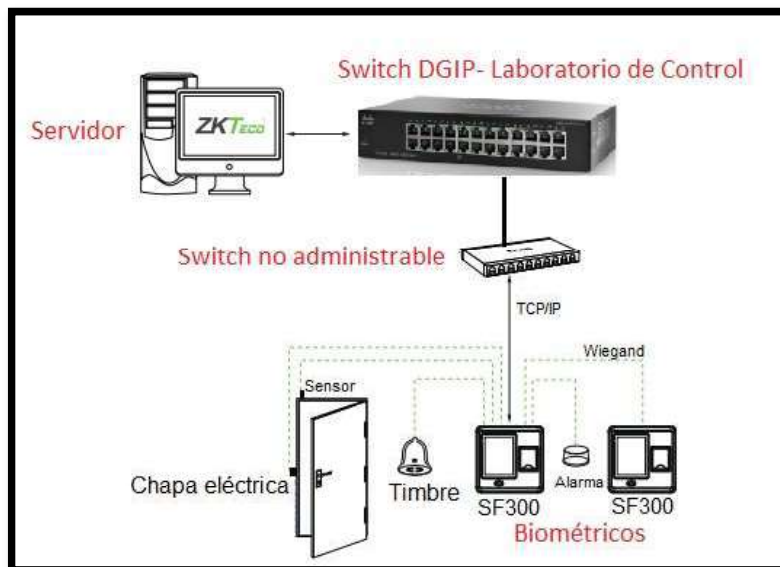 Switch DGIP- Laboratorio de Control
Servidor
ZKTECO
Switch no administrable
TCP/IP
Wiegand
Sensor
Chapa eléctrica
Timbre
Alarma
SF300
SF300
Biométricos